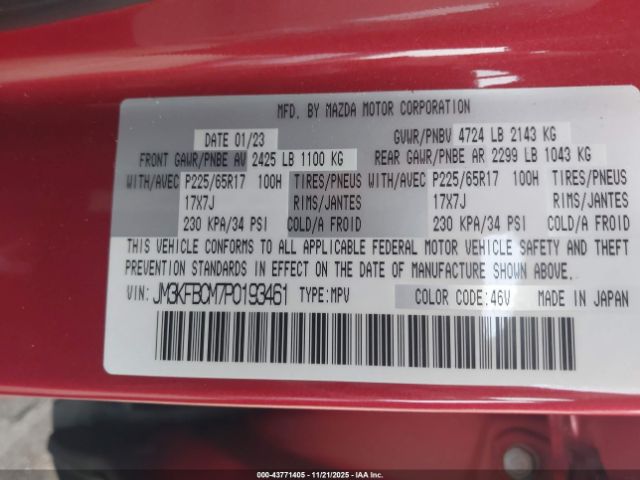 MFD. BY MAZDA MOTOR CORPORATION
DATE 01/23 GVWR/PNBV 4724 LB 2143 KG
FRONT GAWR/PNBE AV 2425 LB 1100 KG REAR GAWR/PNBE AR 2299 LB 1043 KG
WITH/AVEC P225/65R17 100H TIRES/PNEUS WITH/AVEC P225/65R17 100H TIRES/PNEUS
17X7J RIMS/JANTES 17X7J RIMS/JANTES
230 KPA/34 PSI COLD/A FROID 230 KPA/34 PSI COLD/A FROID
THIS VEHICLE CONFORMS TO ALL APPLICABLE FEDERAL MOTOR VEHICLE SAFETY AND THEFT
PREVENTION STANDARDS IN EFFECT ON THE DATE OF MANUFACTURE SHOWN ABOVE.
VIN: JM3KFBCM7P0193461 TYPE:MPV COLOR CODE:46V MADE IN JAPAN
00-43771405 - 11/21/2025 - COPYRIGHT IAA, INC.